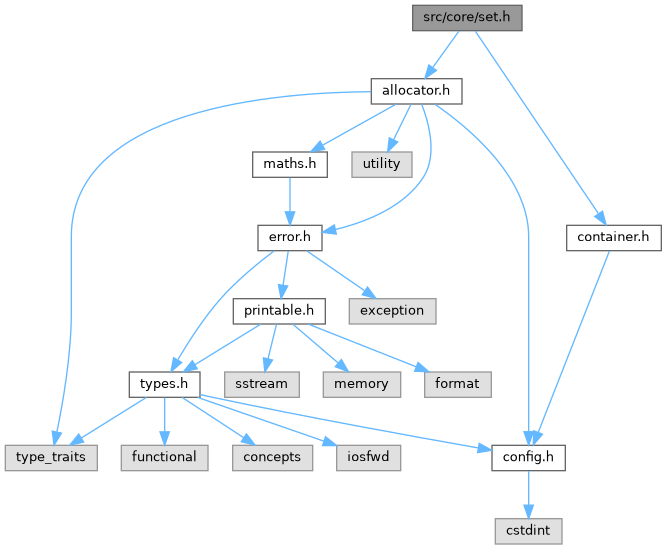 src/core/set.h
allocator.h
maths.h
utility
error.h
container.h
printable.h
exception
types.h
sstream
memory
format
type_traits
functional
concepts
iosfwd
config.h
cstdint